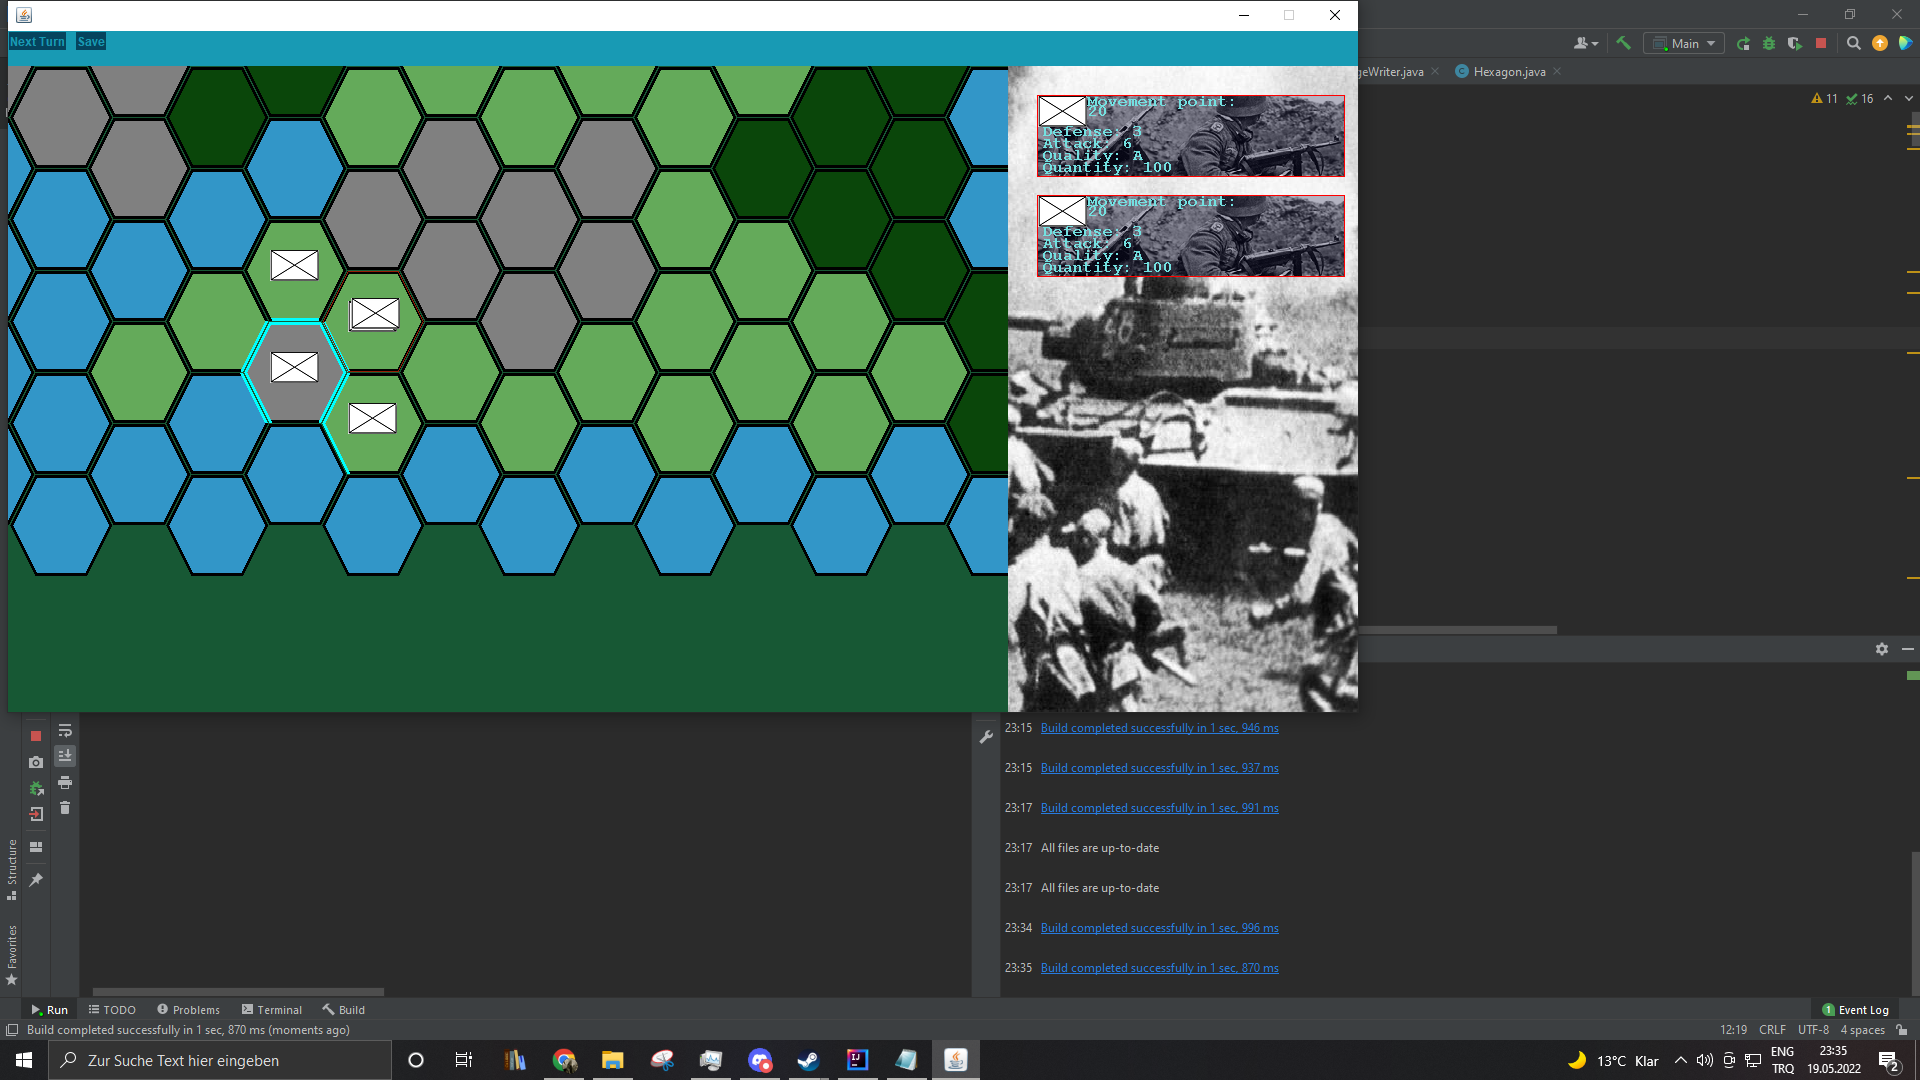 Next Turn Save
Main
geWriter.java
Hexagon.java
11
16
Movement point:
20
Defense: 3
Attack: 6
Quality: A
Quantity: 100
Movement point:
20
Defense: 3
Attack: 6
Quality: A
Quantity: 100
23:15 Build completed successfully in 1 sec, 946 ms
23:15 Build completed successfully in 1 sec, 937 ms
23:17 Build completed successfully in 1 sec, 991 ms
23:17 All files are up-to-date
23:17 All files are up-to-date
23:34 Build completed successfully in 1 sec, 996 ms
23:35 Build completed successfully in 1 sec, 870 ms
Structure
Favorites
Run TODO Problems Terminal Build
1 Event Log
Build completed successfully in 1 sec, 870 ms (moments ago)
12:19 CRLF UTF-8 4 spaces
Zur Suche Text hier eingeben
IJ
13°C Klar
ENG
TRQ
23:35
19.05.2022
2